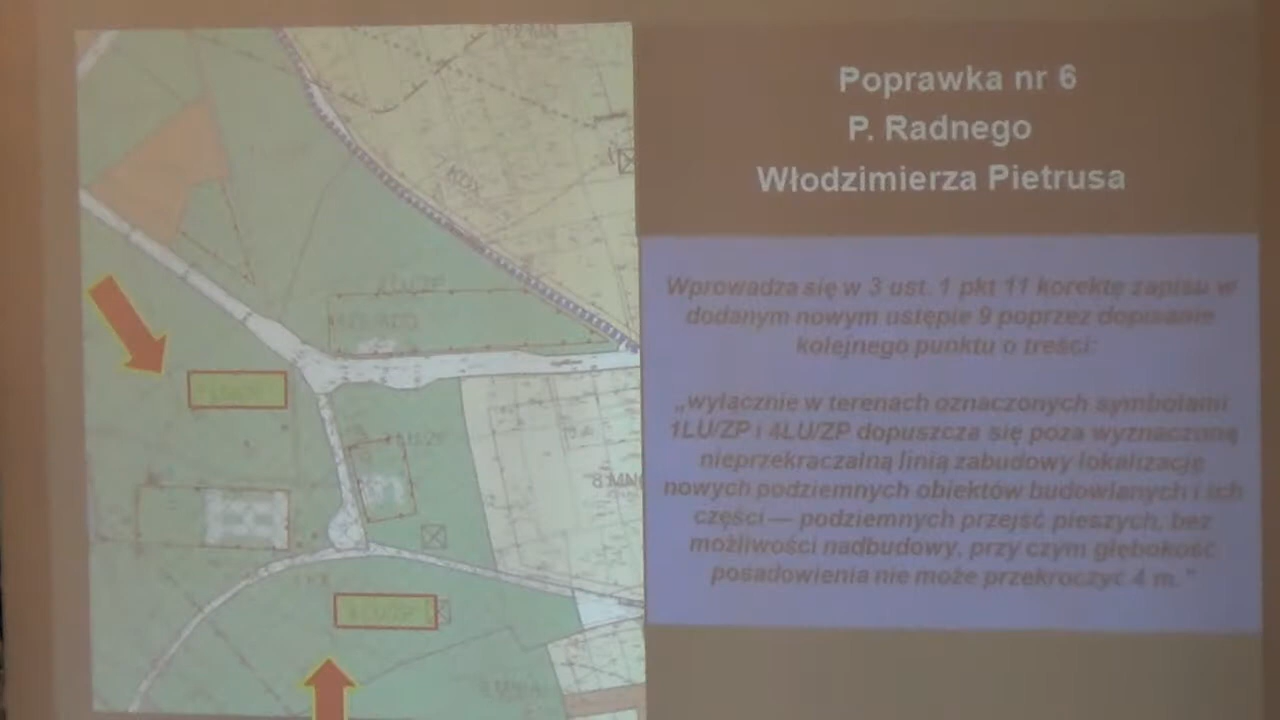 Poprawka nr 6
P. Radnego
Włodzimierza Pietrusa
Wprowadza się w 3 ust. 1 pkt 11 korektę zapisu w
dodanym nowym ustępie 9 poprzez dopisanie
kolejnego punktu o treści:
„wyłącznie w terenach oznaczonych symbolami
1LU/ZP i 4LU/ZP dopuszcza się poza wyznaczoną
nieprzekraczalną linią zabudowy lokalizację
nowych podziemnych obiektów budowlanych i ich
części — podziemnych przejść pieszych, bez
możliwości nadbudowy, przy czym głębokość
posadowienia nie może przekroczyć 4 m."